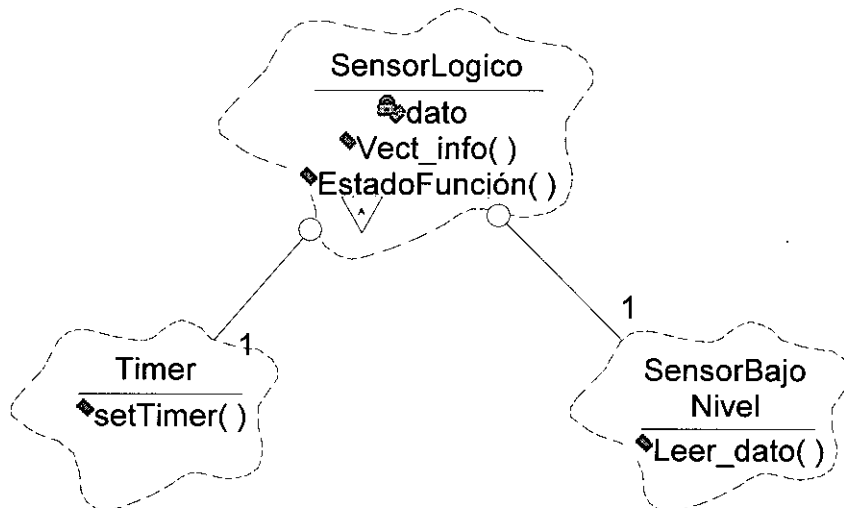 SensorLogico
dato
Vect_info( )
EstadoFunción( )
A
1
1
Timer
setTimer( )
SensorBajo
Nivel
Leer_dato( )